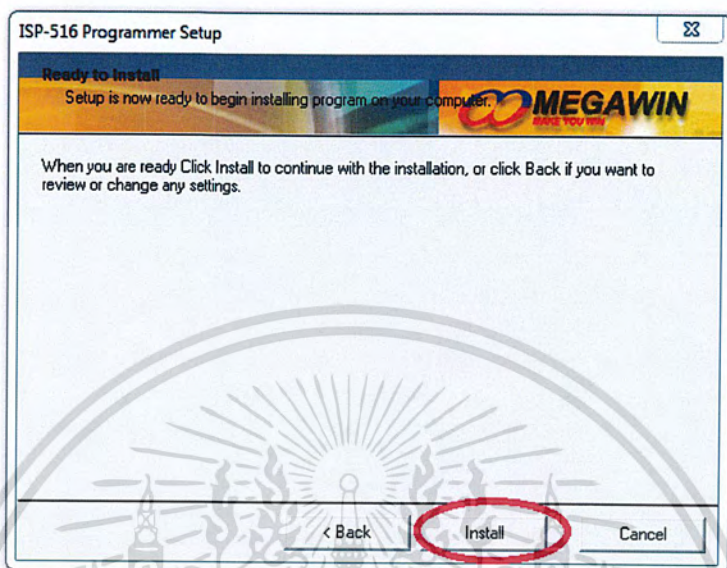 ISP-516 Programmer Setup
Ready to Install
Setup is now ready to begin installing program on your computer.
MEGAWIN
MAKE YOU WIN
When you are ready Click Install to continue with the installation, or click Back if you want to
review or change any settings.
< Back
Install
Cancel